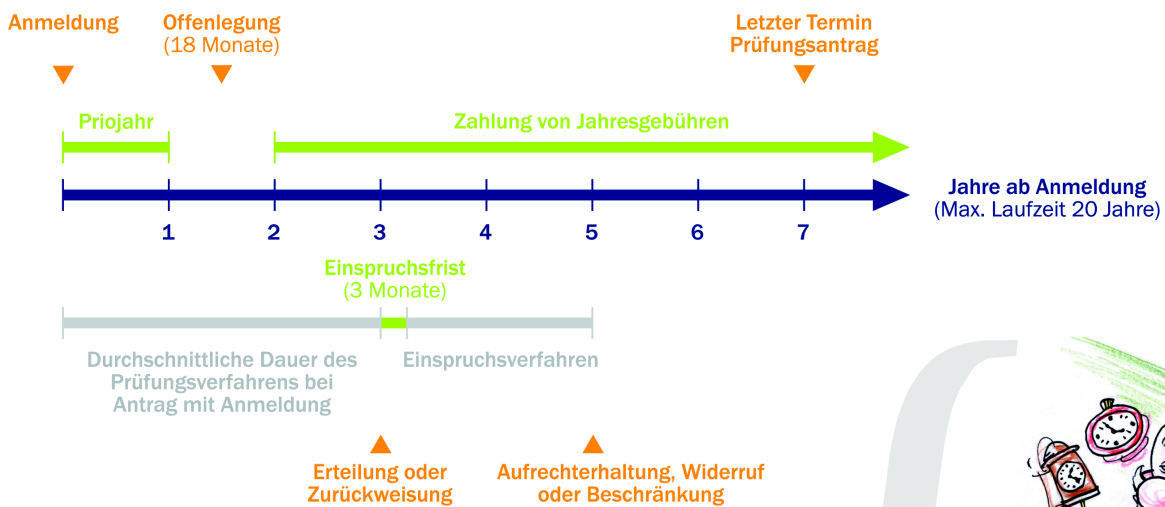 Anmeldung
Offenlegung
(18 Monate)
Letzter Termin
Prüfungsantrag
Priojahr
Zahlung von Jahresgebühren
Jahre ab Anmeldung
(Max. Laufzeit 20 Jahre)
1 2 3 4 5 6 7
Einspruchsfrist
(3 Monate)
Durchschnittliche Dauer des
Prüfungsverfahrens bei
Antrag mit Anmeldung
Einspruchsverfahren
Erteilung oder
Zurückweisung
Aufrechterhaltung, Widerruf
oder Beschränkung